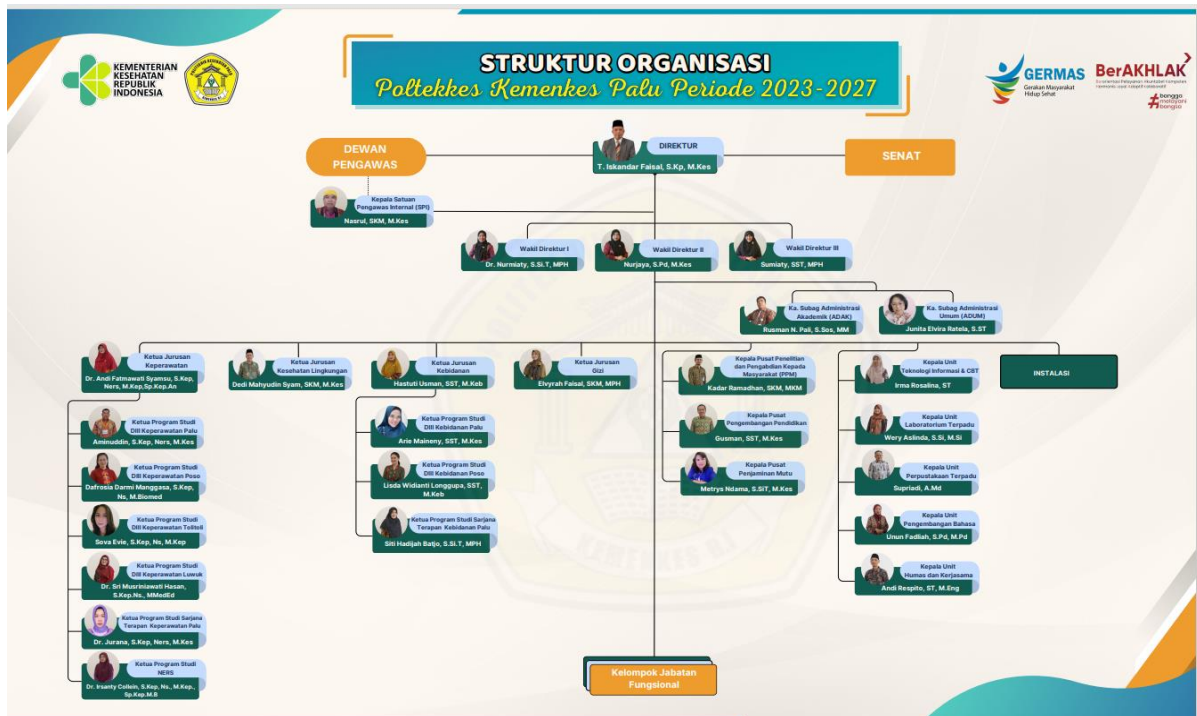 KEMENTERIAN
KESEHATAN
REPUBLIK
INDONESIA
STRUKTUR ORGANISASI
Poltekkes Kemenkes Palu Periode 2023-2027
GERMAS
Gerakan Masyarakat
Hidup Sehat
BerAKHLAK
#bangga
melayani
bangsa
DEWAN
PENGAWAS
DIREKTUR
T. Iskandar Faisal, S.Kp, M.Kes
SENAT
Kepala Satuan
Pengawas Internal (SPI)
Nasrul, SKM, M.Kes
Wakil Direktur I
Dr. Nurmiaty, S.Si.T, MPH
Wakil Direktur II
Nurjaya, S.Pd, M.Kes
Wakil Direktur III
Sumiaty, SST, MPH
Ka. Subag Administrasi
Akademik (ADAK)
Rusman N. Pali, S.Sos, MM
Ka. Subag Administrasi
Umum (ADUM)
Junita Elvira Ratela, S.ST
Ketua Jurusan
Keperawatan
Dr. Andi Fatmawati Syamsu, S.Kep,
Ners, M.Kep,Sp.Kep.An
Ketua Jurusan
Kesehatan Lingkungan
Dedi Mahyudin Syam, SKM, M.Kes
Ketua Jurusan
Kebidanan
Hastuti Usman, SST, M.Keb
Ketua Jurusan
Gizi
Elvyrah Faisal, SKM, MPH
Kepala Pusat Penelitian
dan Pengabdian Kepada
Masyarakat (PPM)
Kadar Ramadhan, SKM, MKM
Kepala Unit
Teknologi Informasi & CBT
Irma Rosalina, ST
INSTALASI
Ketua Program Studi
DIII Keperawatan Palu
Aminuddin, S.Kep, Ners, M.Kes
Ketua Program Studi
DIII Kebidanan Palu
Arie Maineny, SST, M.Kes
Kepala Pusat
Pengembangan Pendidikan
Gusman, SST, M.Kes
Kepala Unit
Laboratorium Terpadu
Wery Aslinda, S.Si, M.Si
Ketua Program Studi
DIII Keperawatan Poso
Dafrosia Darmi Manggasa, S.Kep,
Ns, M.Biomed
Ketua Program Studi
DIII Kebidanan Poso
Lisda Widianti Longgupa, SST,
M.Keb
Kepala Pusat
Penjaminan Mutu
Metrys Ndama, S.SiT, M.Kes
Kepala Unit
Perpustakaan Terpadu
Supriadi, A.Md
Ketua Program Studi
DIII Keperawatan Tolitoli
Sova Evie, S.Kep, Ns, M.Kep
Ketua Program Studi Sarjana
Terapan Kebidanan Palu
Siti Hadijah Batjo, S.Si.T, MPH
Kepala Unit
Pengembangan Bahasa
Unun Fadliah, S.Pd, M.Pd
Ketua Program Studi
DIII Keperawatan Luwuk
Dr. Sri Musriniawati Hasan,
S.Kep.Ns., MMedEd
Kepala Unit
Humas dan Kerjasama
Andi Respito, ST, M.Eng
Ketua Program Studi Sarjana
Terapan Keperawatan Palu
Dr. Jurana, S.Kep, Ners, M.Kes
Ketua Program Studi
NERS
Dr. Irsanty Collein, S.Kep, Ns., M.Kep.,
Sp.Kep.M.B
Kelompok Jabatan
Fungsional